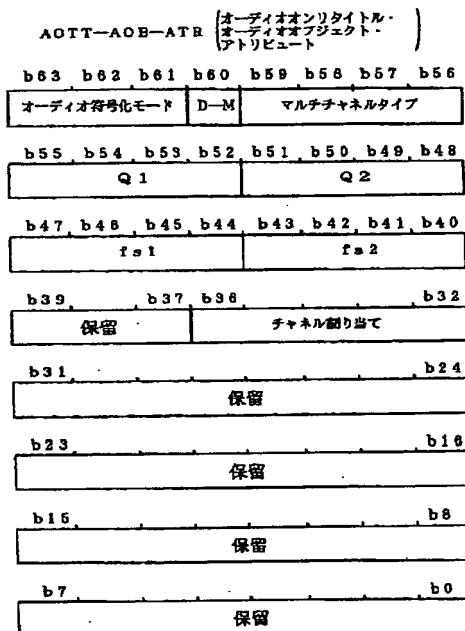 AOTT—AOB—ATR (オーディオオンリタイトル・
オーディオオブジェクト・
アトリビュート)
b63 b62 b61 b60 b59 b58 b57 b56
オーディオ符号化モード D—M マルチチャネルタイプ
b55 b54 b53 b52 b51 b50 b49 b48
Q1 Q2
b47 b46 b45 b44 b43 b42 b41 b40
fs1 fs2
b39 b37 b36 b32
保留 チャネル割り当て
b31 b24
保留
b23 b16
保留
b15 b8
保留
b7 b0
保留